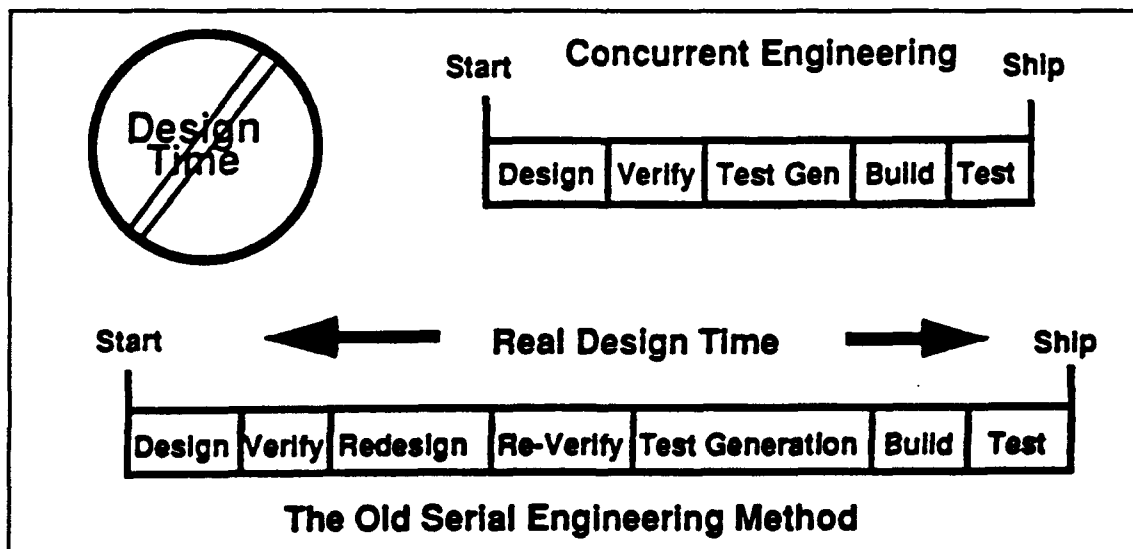 Design
Time
Concurrent Engineering
Start
Ship
Design Verify Test Gen Build Test
Start
Real Design Time
Ship
Design Verify Redesign Re-Verify Test Generation Build Test
The Old Serial Engineering Method